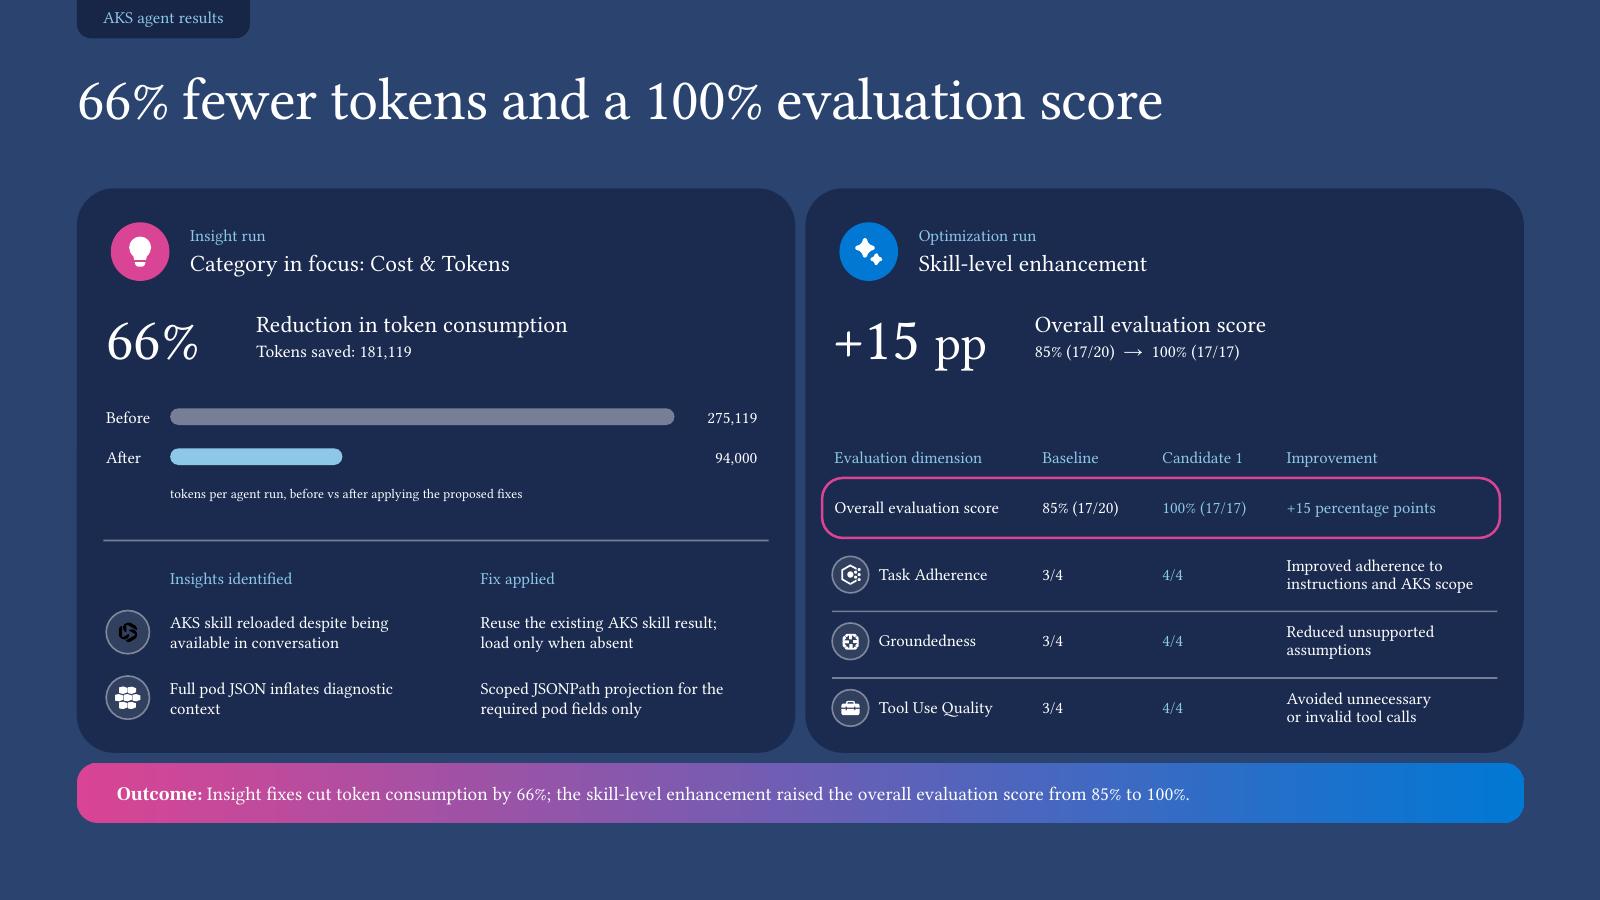 AKS agent results
66% fewer tokens and a 100% evaluation score
Insight run
Category in focus: Cost & Tokens
66%
Reduction in token consumption
Tokens saved: 181,119
Before
275,119
After
94,000
tokens per agent run, before vs after applying the proposed fixes
Insights identified
Fix applied
AKS skill reloaded despite being
available in conversation
Reuse the existing AKS skill result;
load only when absent
Full pod JSON inflates diagnostic
context
Scoped JSONPath projection for the
required pod fields only
Optimization run
Skill-level enhancement
+15 pp
Overall evaluation score
85% (17/20) → 100% (17/17)
Evaluation dimension
Baseline
Candidate 1
Improvement
Overall evaluation score
85% (17/20)
100% (17/17)
+15 percentage points
Task Adherence
3/4
4/4
Improved adherence to
instructions and AKS scope
Groundedness
3/4
4/4
Reduced unsupported
assumptions
Tool Use Quality
3/4
4/4
Avoided unnecessary
or invalid tool calls
Outcome: Insight fixes cut token consumption by 66%; the skill-level enhancement raised the overall evaluation score from 85% to 100%.